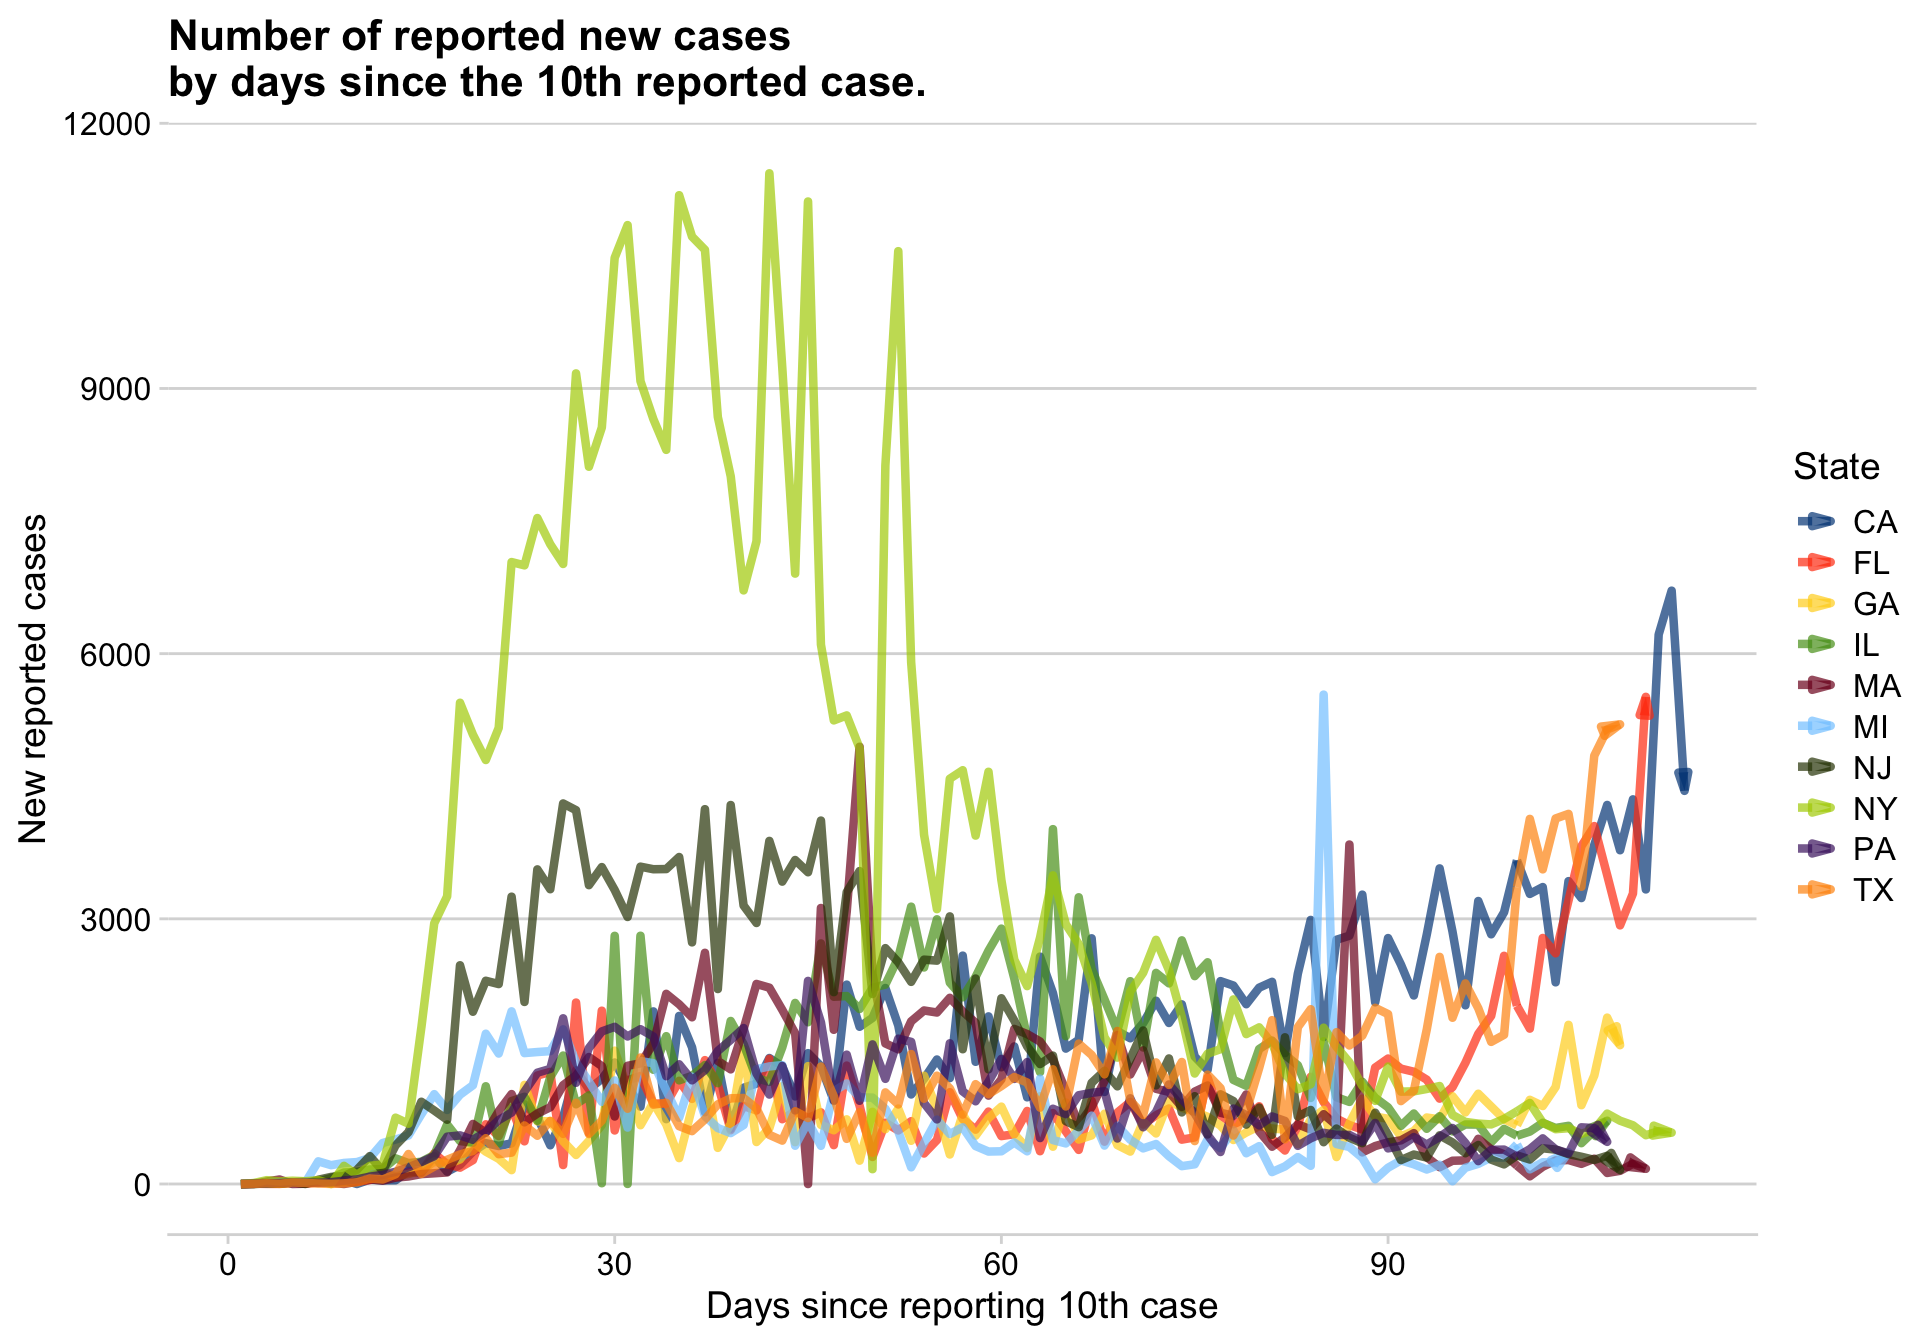 Number of reported new cases
by days since the 10th reported case.
12000
9000
6000
3000
0
New reported cases
0
30
60
90
Days since reporting 10th case
State
CA
FL
GA
IL
MA
MI
NJ
NY
PA
TX